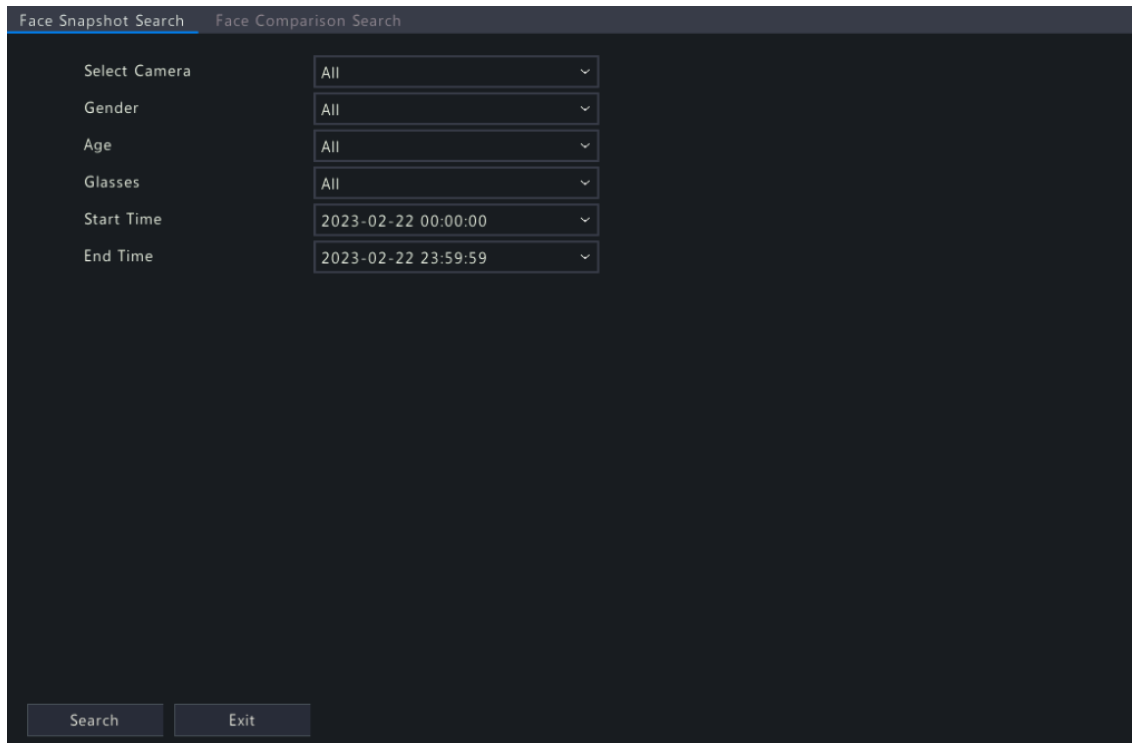 Face Snapshot Search Face Comparison Search
Select Camera All
Gender All
Age All
Glasses All
Start Time 2023-02-22 00:00:00
End Time 2023-02-22 23:59:59
Search Exit